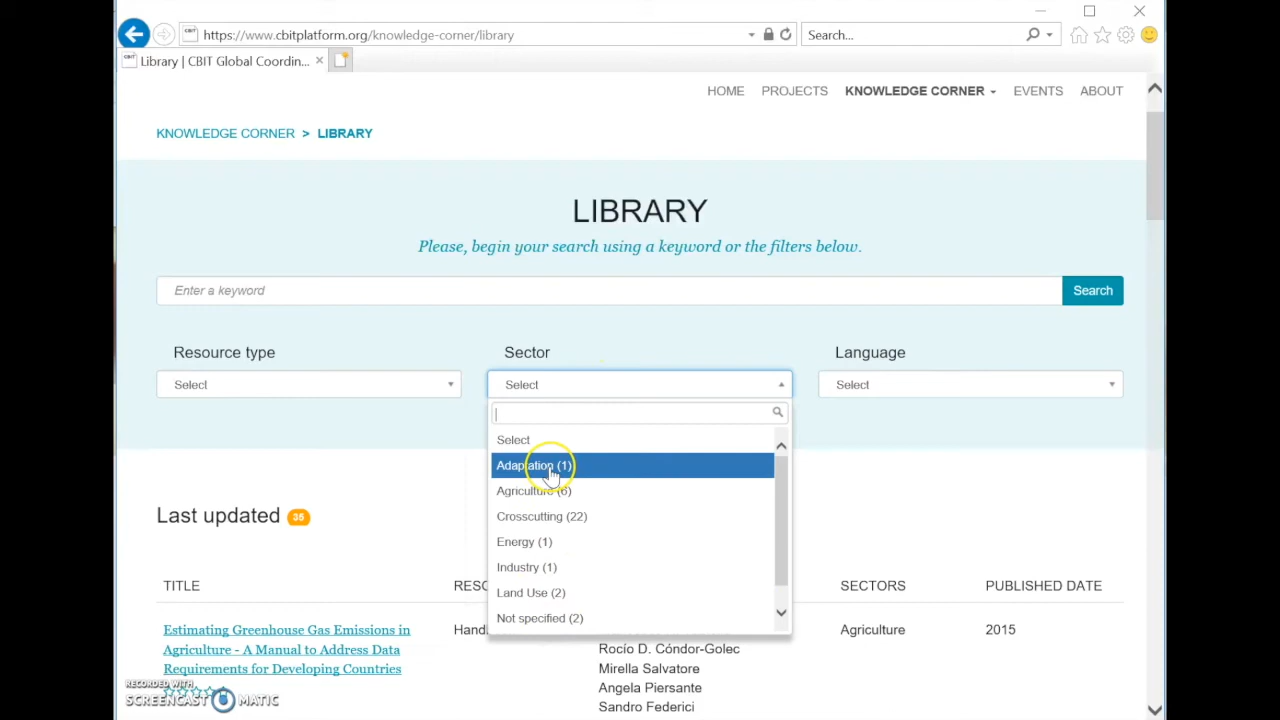 https://www.cbitplatform.org/knowledge-corner/library
Search...
CBIT Library | CBIT Global Coordin...
HOME PROJECTS KNOWLEDGE CORNER EVENTS ABOUT
KNOWLEDGE CORNER > LIBRARY
LIBRARY
Please, begin your search using a keyword or the filters below.
Enter a keyword
Search
Resource type
Sector
Language
Select
Select
Select
Select
Adaptation (1)
Agriculture (6)
Crosscutting (22)
Energy (1)
Industry (1)
Land Use (2)
Not specified (2)
Last updated 35
TITLE
SECTORS
PUBLISHED DATE
Estimating Greenhouse Gas Emissions in
Agriculture - A Manual to Address Data
Requirements for Developing Countries
Agriculture
2015
Rocío D. Cóndor-Golec
Mirella Salvatore
Angela Piersante
Sandro Federici
RECORDED WITH
SCREENCAST MATIC